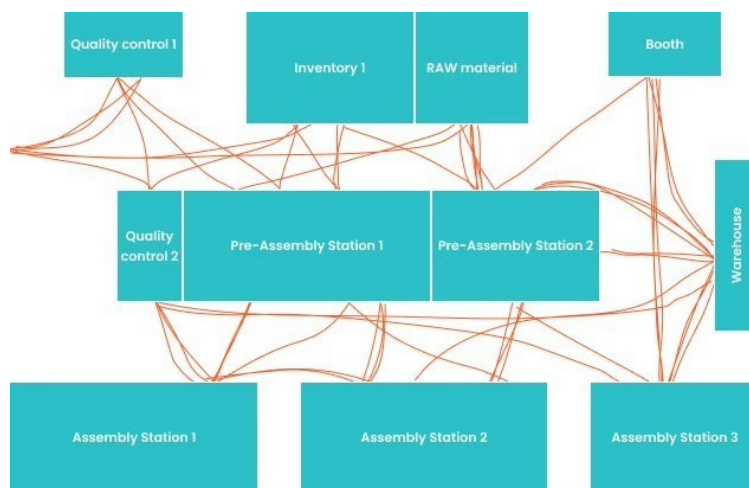 Quality control 1
Inventory 1
RAW material
Booth
Quality
control 2
Pre-Assembly Station 1
Pre-Assembly Station 2
Warehouse
Assembly Station 1
Assembly Station 2
Assembly Station 3